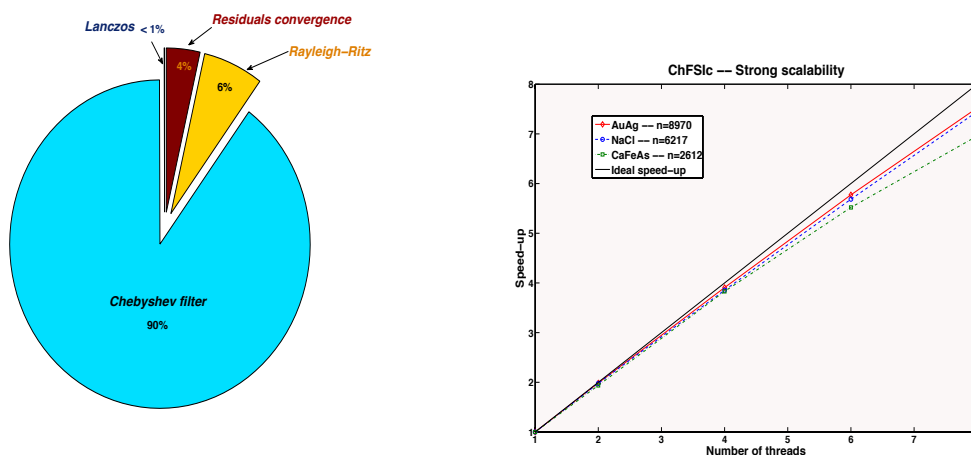 Residuals convergence
Lanczos < 1%
Rayleigh–Ritz
4%
6%
Chebyshev filter
90%
ChFSIc –– Strong scalability
8
7
6
5
4
3
2
1
Speed–up
AuAg –– n=8970
NaCl –– n=6217
CaFeAs –– n=2612
Ideal speed–up
1 2 3 4 5 6 7
Number of threads